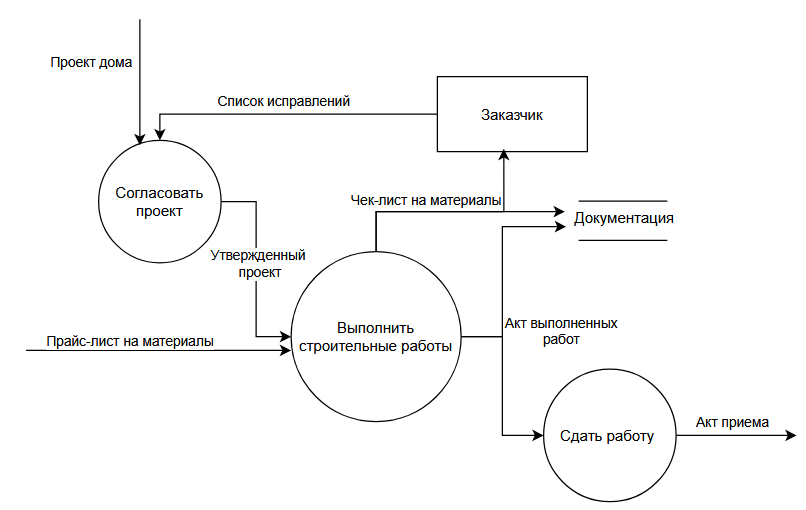 Проект дома
Список исправлений
Заказчик
Согласовать
проект
Чек-лист на материалы
Документация
Утвержденный
проект
Выполнить
строительные работы
Прайс-лист на материалы
Акт выполненных
работ
Сдать работу
Акт приема